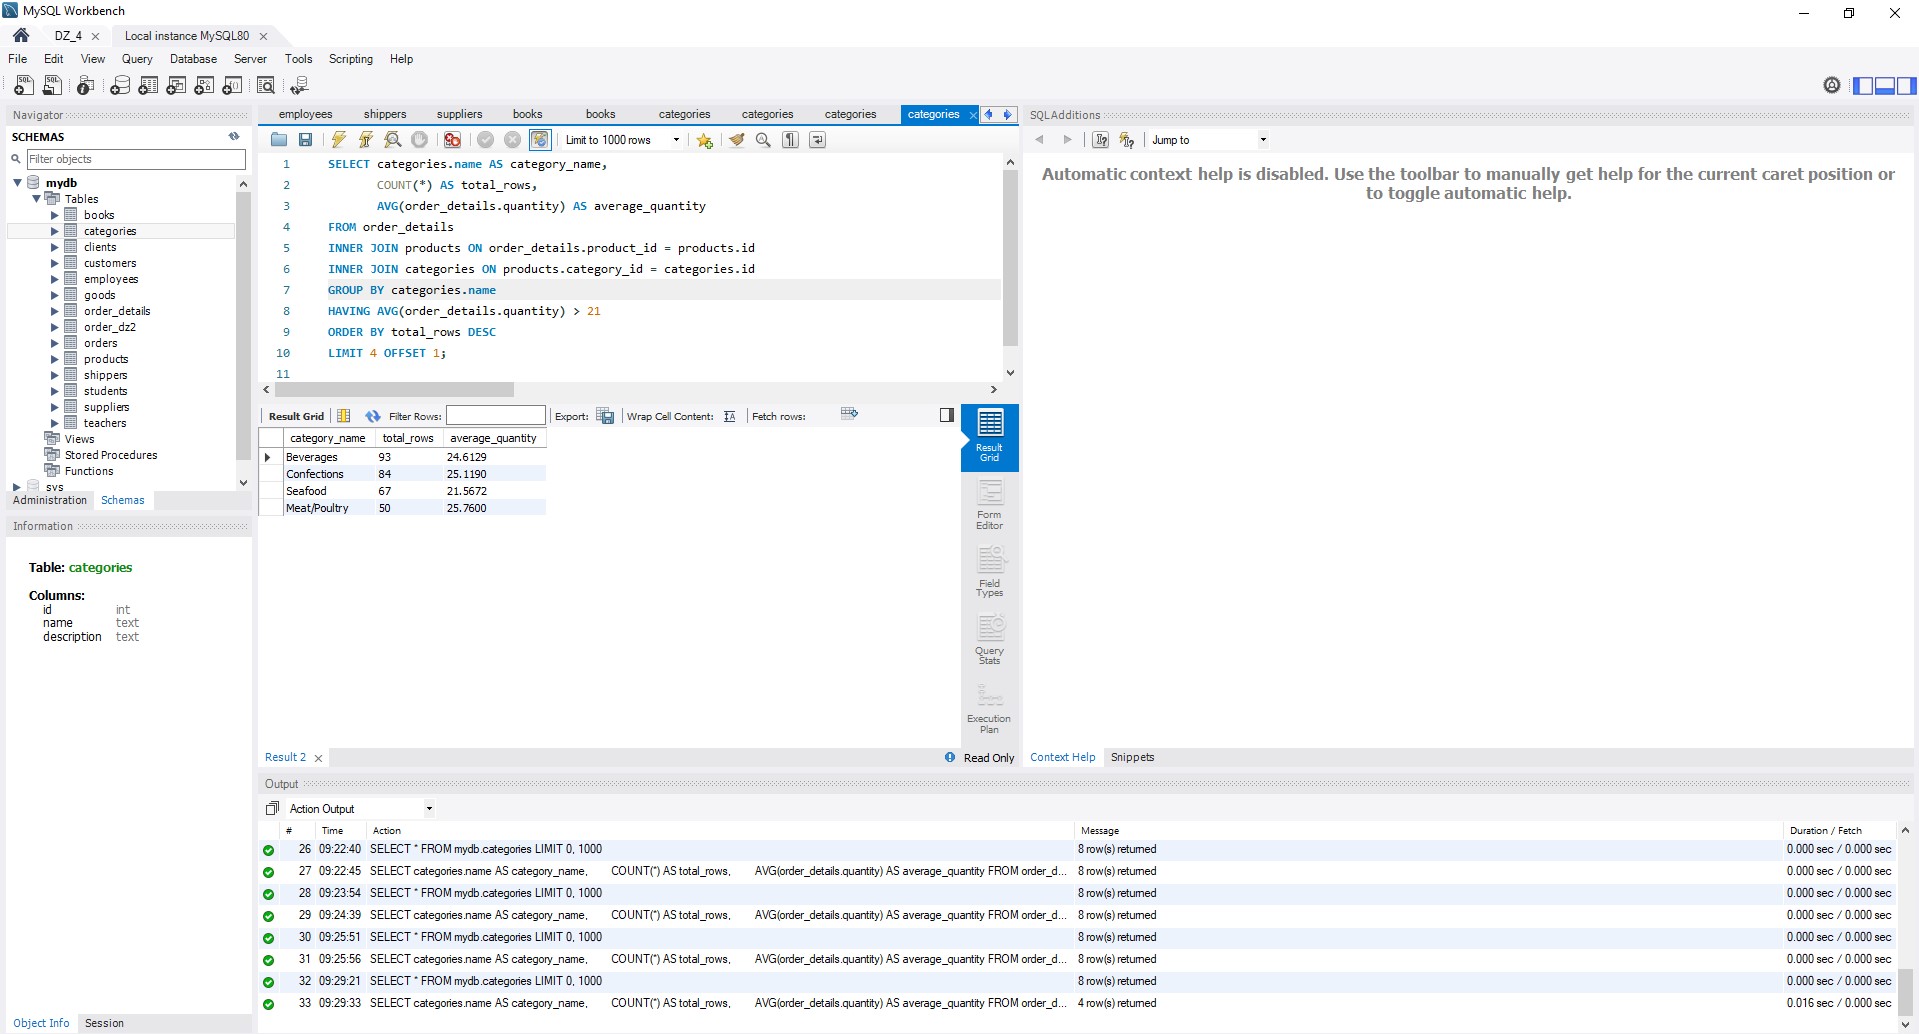 MySQL Workbench
DZ_4
Local instance MySQL80
File Edit View Query Database Server Tools Scripting Help
Navigator
SCHEMAS
Filter objects
mydb
Tables
books
categories
clients
customers
employees
goods
order_details
order_dz2
orders
products
shippers
students
suppliers
teachers
Views
Stored Procedures
Functions
sys
Administration Schemas
Information
Table: categories
Columns:
id int
name text
description text
Object Info Session
employees shippers suppliers books books categories categories categories categories
Limit to 1000 rows
1 SELECT categories.name AS category_name,
2 COUNT(*) AS total_rows,
3 AVG(order_details.quantity) AS average_quantity
4 FROM order_details
5 INNER JOIN products ON order_details.product_id = products.id
6 INNER JOIN categories ON products.category_id = categories.id
7 GROUP BY categories.name
8 HAVING AVG(order_details.quantity) > 21
9 ORDER BY total_rows DESC
10 LIMIT 4 OFFSET 1;
11
Result Grid Filter Rows: Export: Wrap Cell Content: Fetch rows:
category_name total_rows average_quantity
Beverages 93 24.6129
Confections 84 25.1190
Seafood 67 21.5672
Meat/Poultry 50 25.7600
Result
Grid
Form
Editor
Field
Types
Query
Stats
Execution
Plan
Result 2
Read Only
SQLAdditions
Jump to
Automatic context help is disabled. Use the toolbar to manually get help for the current caret position or
to toggle automatic help.
Context Help Snippets
Output
Action Output
# Time Action Message Duration / Fetch
26 09:22:40 SELECT * FROM mydb.categories LIMIT 0, 1000 8 row(s) returned 0.000 sec / 0.000 sec
27 09:22:45 SELECT categories.name AS category_name, COUNT(*) AS total_rows, AVG(order_details.quantity) AS average_quantity FROM order_d... 8 row(s) returned 0.000 sec / 0.000 sec
28 09:23:54 SELECT * FROM mydb.categories LIMIT 0, 1000 8 row(s) returned 0.000 sec / 0.000 sec
29 09:24:39 SELECT categories.name AS category_name, COUNT(*) AS total_rows, AVG(order_details.quantity) AS average_quantity FROM order_d... 8 row(s) returned 0.000 sec / 0.000 sec
30 09:25:51 SELECT * FROM mydb.categories LIMIT 0, 1000 8 row(s) returned 0.000 sec / 0.000 sec
31 09:25:56 SELECT categories.name AS category_name, COUNT(*) AS total_rows, AVG(order_details.quantity) AS average_quantity FROM order_d... 8 row(s) returned 0.000 sec / 0.000 sec
32 09:29:21 SELECT * FROM mydb.categories LIMIT 0, 1000 8 row(s) returned 0.000 sec / 0.000 sec
33 09:29:33 SELECT categories.name AS category_name, COUNT(*) AS total_rows, AVG(order_details.quantity) AS average_quantity FROM order_d... 4 row(s) returned 0.016 sec / 0.000 sec